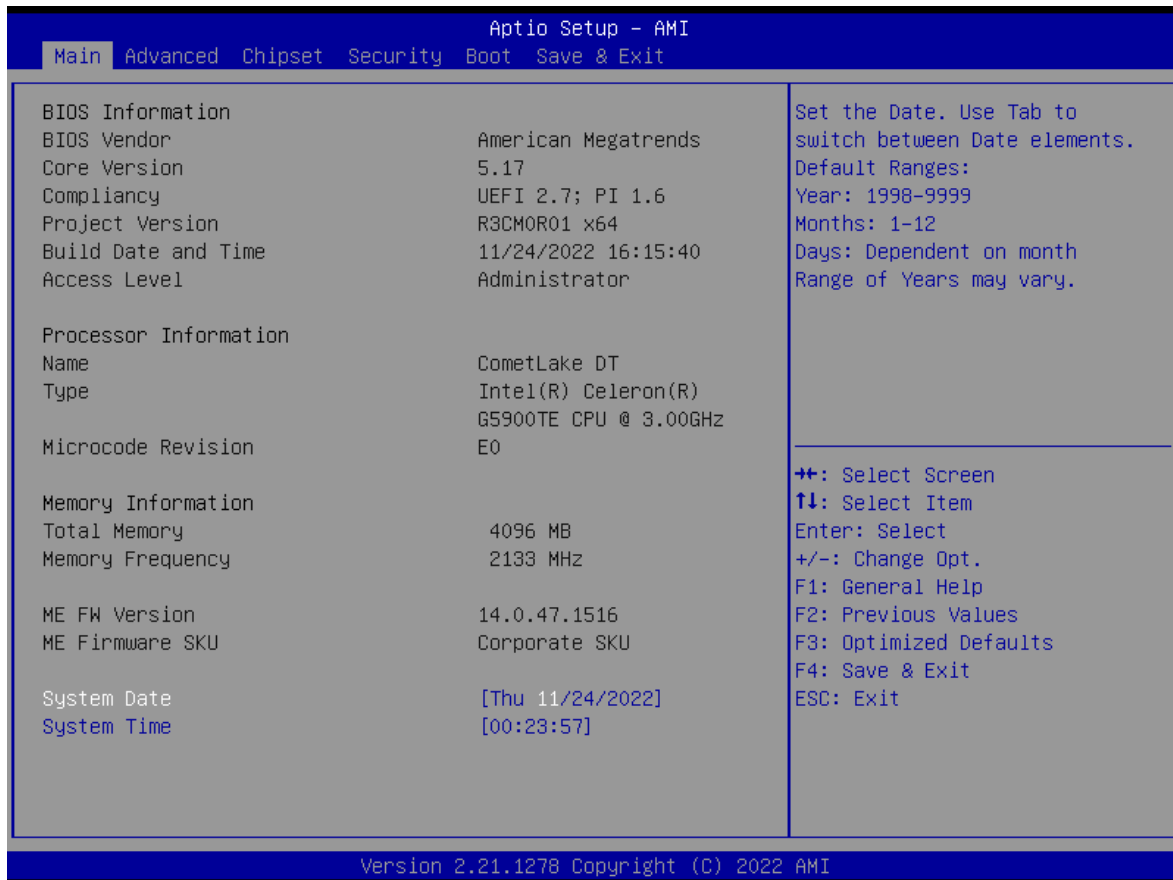 Aptio Setup - AMI
Main Advanced Chipset Security Boot Save & Exit
BIOS Information
BIOS Vendor American Megatrends
Core Version 5.17
Compliancy UEFI 2.7; PI 1.6
Project Version R3CM0R01 x64
Build Date and Time 11/24/2022 16:15:40
Access Level Administrator
Processor Information
Name CometLake DT
Type Intel(R) Celeron(R)
G5900TE CPU @ 3.00GHz
Microcode Revision E0
Memory Information
Total Memory 4096 MB
Memory Frequency 2133 MHz
ME FW Version 14.0.47.1516
ME Firmware SKU Corporate SKU
System Date [Thu 11/24/2022]
System Time [00:23:57]
Set the Date. Use Tab to
switch between Date elements.
Default Ranges:
Year: 1998-9999
Months: 1-12
Days: Dependent on month
Range of Years may vary.
→←: Select Screen
↑↓: Select Item
Enter: Select
+/-: Change Opt.
F1: General Help
F2: Previous Values
F3: Optimized Defaults
F4: Save & Exit
ESC: Exit
Version 2.21.1278 Copyright (C) 2022 AMI